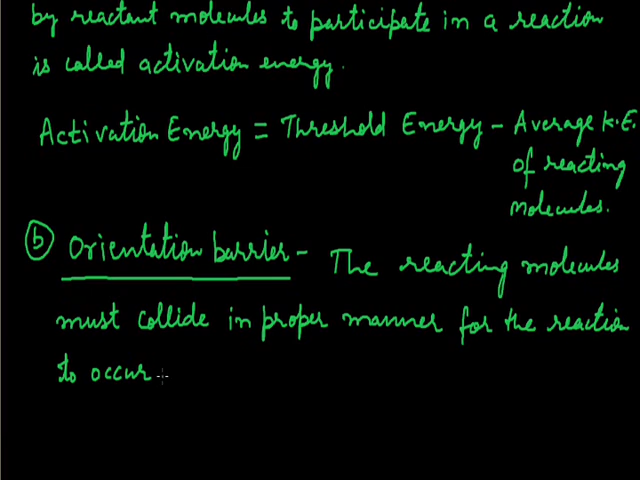 by reactant molecules to participate in a reaction
is called activation energy.
Activation Energy = Threshold Energy - Average K.E.
of reacting
molecules.
(b) Orientation barrier - The reacting molecules
must collide in proper manner for the reaction
to occur